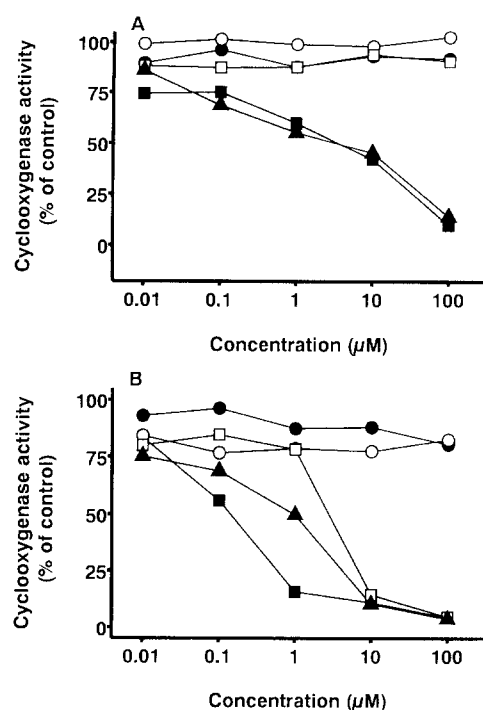 A
100
75
50
25
0
Cyclooxygenase activity
(% of control)
0.01 0.1 1 10 100
Concentration (µM)
B
100
75
50
25
0
Cyclooxygenase activity
(% of control)
0.01 0.1 1 10 100
Concentration (µM)